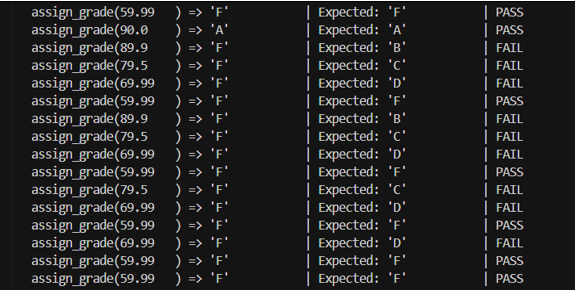 assign_grade(59.99   ) => 'F'          | Expected: 'F'          | PASS
assign_grade(90.0    ) => 'A'          | Expected: 'A'          | PASS
assign_grade(89.9    ) => 'F'          | Expected: 'B'          | FAIL
assign_grade(79.5    ) => 'F'          | Expected: 'C'          | FAIL
assign_grade(69.99   ) => 'F'          | Expected: 'D'          | FAIL
assign_grade(59.99   ) => 'F'          | Expected: 'F'          | PASS
assign_grade(89.9    ) => 'F'          | Expected: 'B'          | FAIL
assign_grade(79.5    ) => 'F'          | Expected: 'C'          | FAIL
assign_grade(69.99   ) => 'F'          | Expected: 'D'          | FAIL
assign_grade(59.99   ) => 'F'          | Expected: 'F'          | PASS
assign_grade(79.5    ) => 'F'          | Expected: 'C'          | FAIL
assign_grade(69.99   ) => 'F'          | Expected: 'D'          | FAIL
assign_grade(59.99   ) => 'F'          | Expected: 'F'          | PASS
assign_grade(69.99   ) => 'F'          | Expected: 'D'          | FAIL
assign_grade(59.99   ) => 'F'          | Expected: 'F'          | PASS
assign_grade(59.99   ) => 'F'          | Expected: 'F'          | PASS